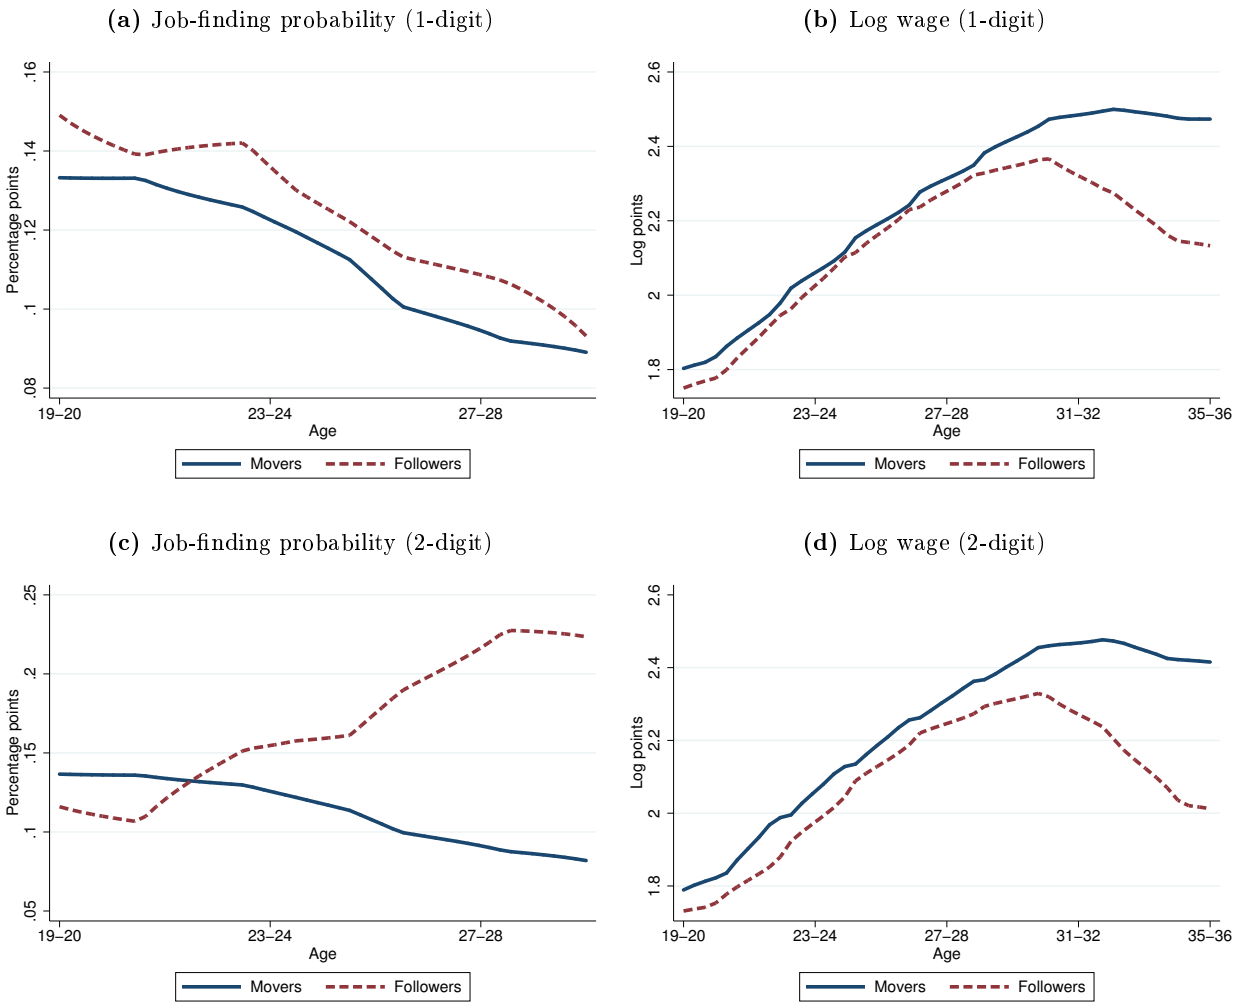 (a) Job-finding probability (1-digit)
Percentage points
.16
.14
.12
.1
.08
19–20 23–24 27–28
Age
Movers Followers
(b) Log wage (1-digit)
Log points
2.6
2.4
2.2
2
1.8
19–20 23–24 27–28 31–32 35–36
Age
Movers Followers
(c) Job-finding probability (2-digit)
Percentage points
.25
.2
.15
.1
.05
19–20 23–24 27–28
Age
Movers Followers
(d) Log wage (2-digit)
Log points
2.6
2.4
2.2
2
1.8
19–20 23–24 27–28 31–32 35–36
Age
Movers Followers